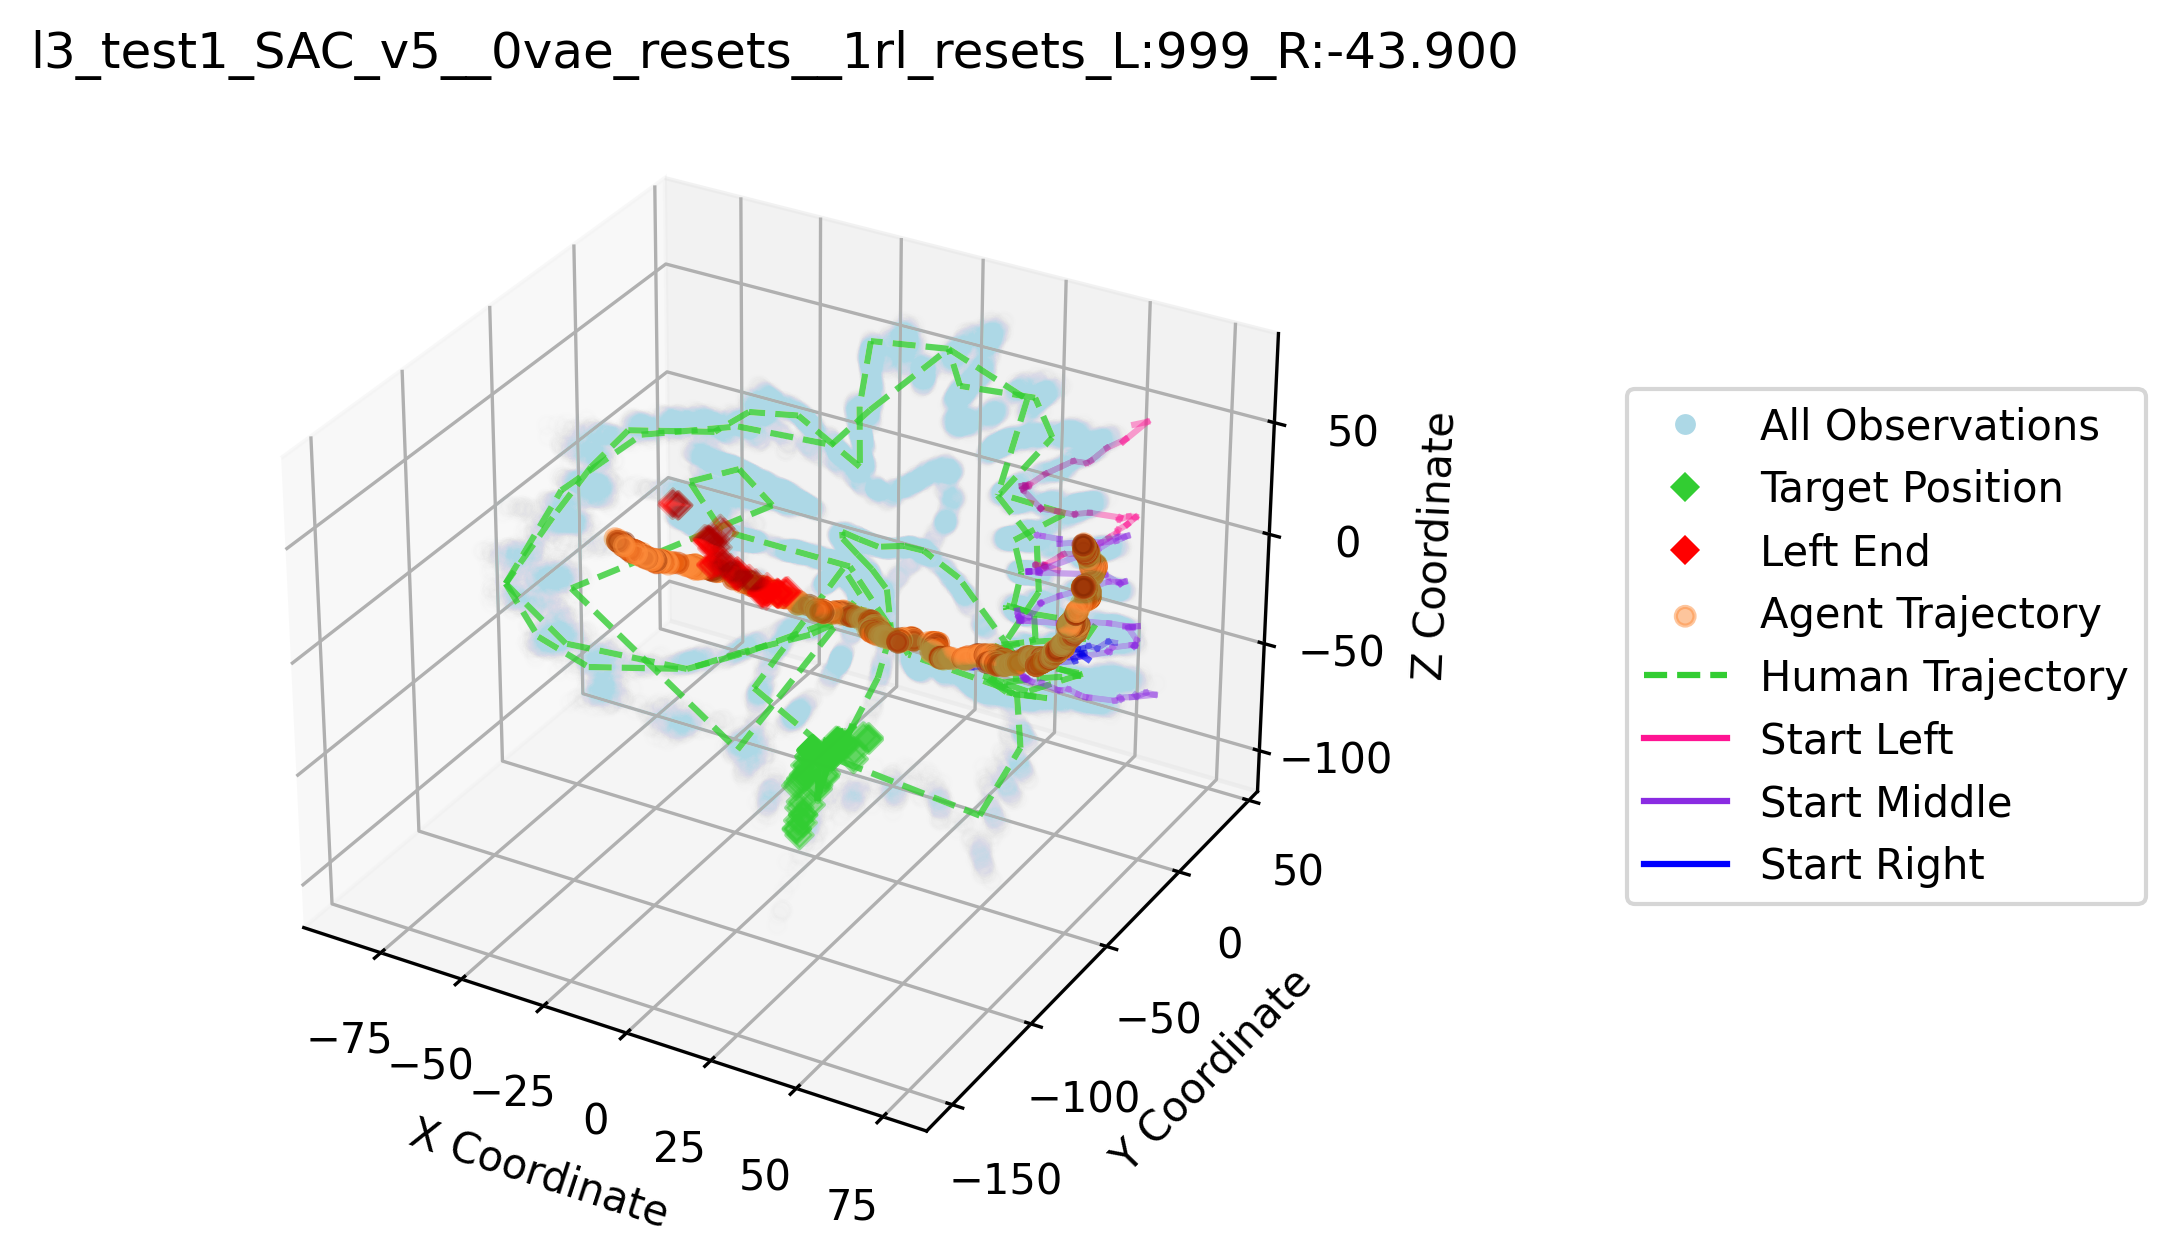 l3_test1_SAC_v5__0vae_resets__1rl_resets_L:999_R:-43.900
All Observations
Target Position
Left End
Agent Trajectory
Human Trajectory
Start Left
Start Middle
Start Right
50
0
−50
−100
Z Coordinate
50
0
−50
−100
−150
Y Coordinate
−75
−50
−25
0
25
50
75
X Coordinate